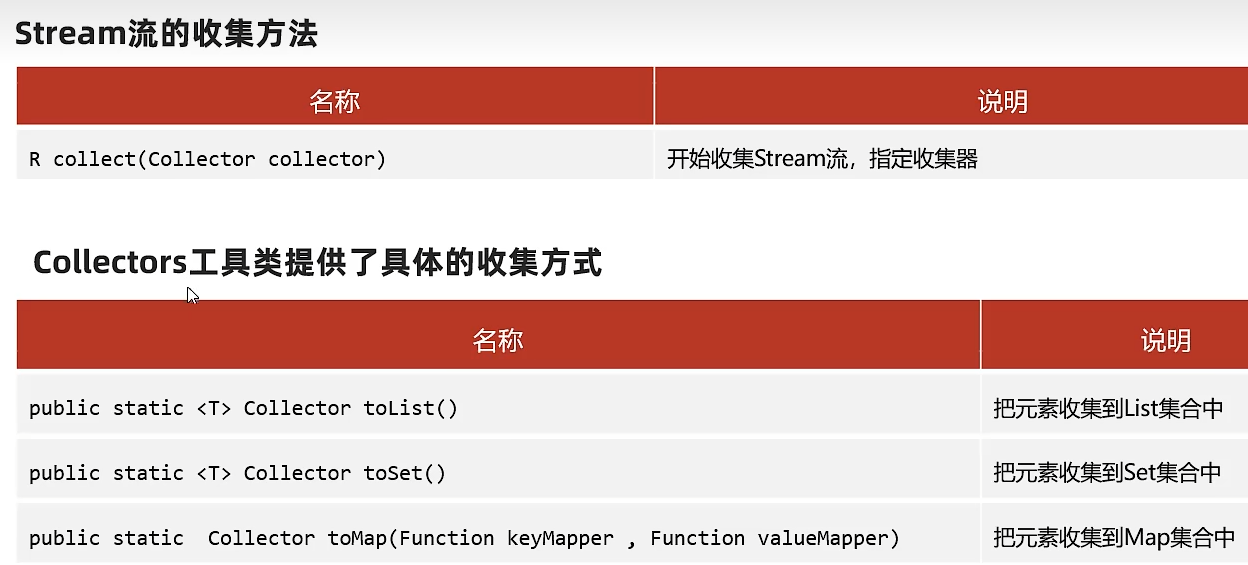 Stream流的收集方法
名称 说明
R collect(Collector collector) 开始收集Stream流，指定收集器
Collectors工具类提供了具体的收集方式
名称 说明
public static <T> Collector toList() 把元素收集到List集合中
public static <T> Collector toSet() 把元素收集到Set集合中
public static  Collector toMap(Function keyMapper , Function valueMapper) 把元素收集到Map集合中